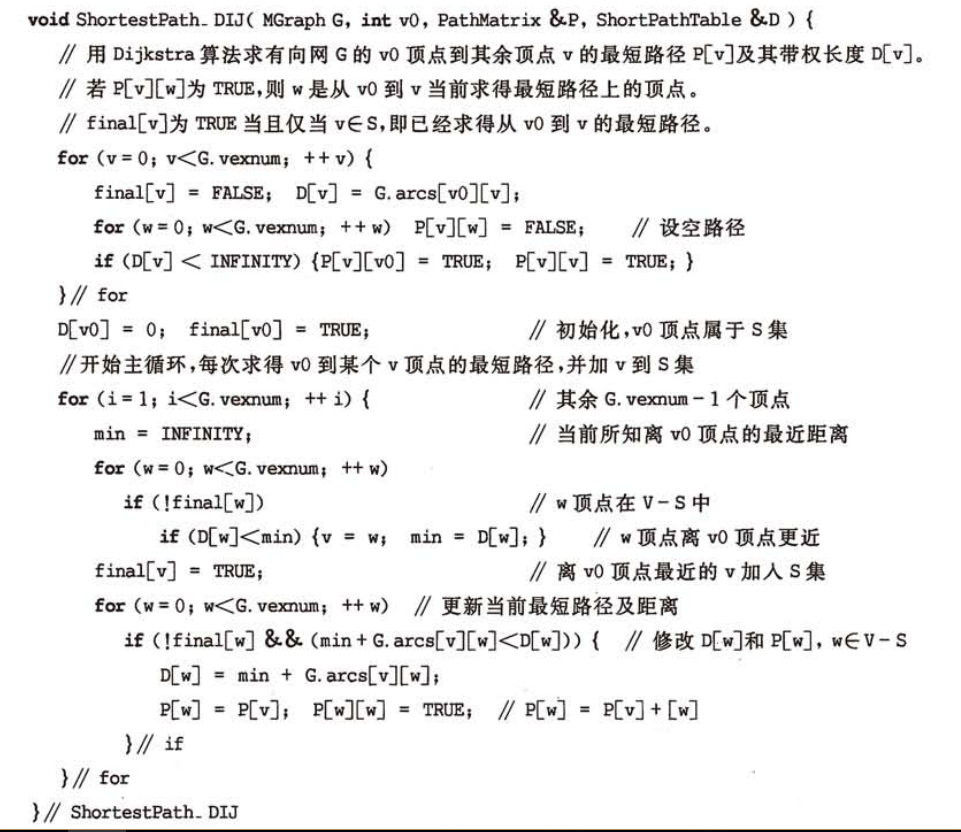 void ShortestPath_DIJ( MGraph G, int v0, PathMatrix &P, ShortPathTable &D ) {
// 用 Dijkstra 算法求有向网 G 的 v0 顶点到其余顶点 v 的最短路径 P[v]及其带权长度 D[v]。
// 若 P[v][w]为 TRUE,则 w 是从 v0 到 v 当前求得最短路径上的顶点。
// final[v]为 TRUE 当且仅当 v∈S,即已经求得从 v0 到 v 的最短路径。
for (v=0; v<G.vexnum; ++v) {
final[v] = FALSE; D[v] = G.arcs[v0][v];
for (w=0; w<G.vexnum; ++w) P[v][w] = FALSE; // 设空路径
if (D[v] < INFINITY) {P[v][v0] = TRUE; P[v][v] = TRUE; }
}// for
D[v0] = 0; final[v0] = TRUE; // 初始化,v0 顶点属于 S 集
//开始主循环,每次求得 v0 到某个 v 顶点的最短路径,并加 v 到 S 集
for (i=1; i<G.vexnum; ++i) { // 其余 G.vexnum-1 个顶点
min = INFINITY; // 当前所知离 v0 顶点的最近距离
for (w=0; w<G.vexnum; ++w)
if (!final[w]) // w 顶点在 V-S 中
if (D[w]<min) {v = w; min = D[w]; } // w 顶点离 v0 顶点更近
final[v] = TRUE; // 离 v0 顶点最近的 v 加入 S 集
for (w=0; w<G.vexnum; ++w) // 更新当前最短路径及距离
if (!final[w] && (min+G.arcs[v][w]<D[w])) { // 修改 D[w]和 P[w], w∈V-S
D[w] = min + G.arcs[v][w];
P[w] = P[v]; P[w][w] = TRUE; // P[w] = P[v]+[w]
}// if
}// for
}// ShortestPath_DIJ